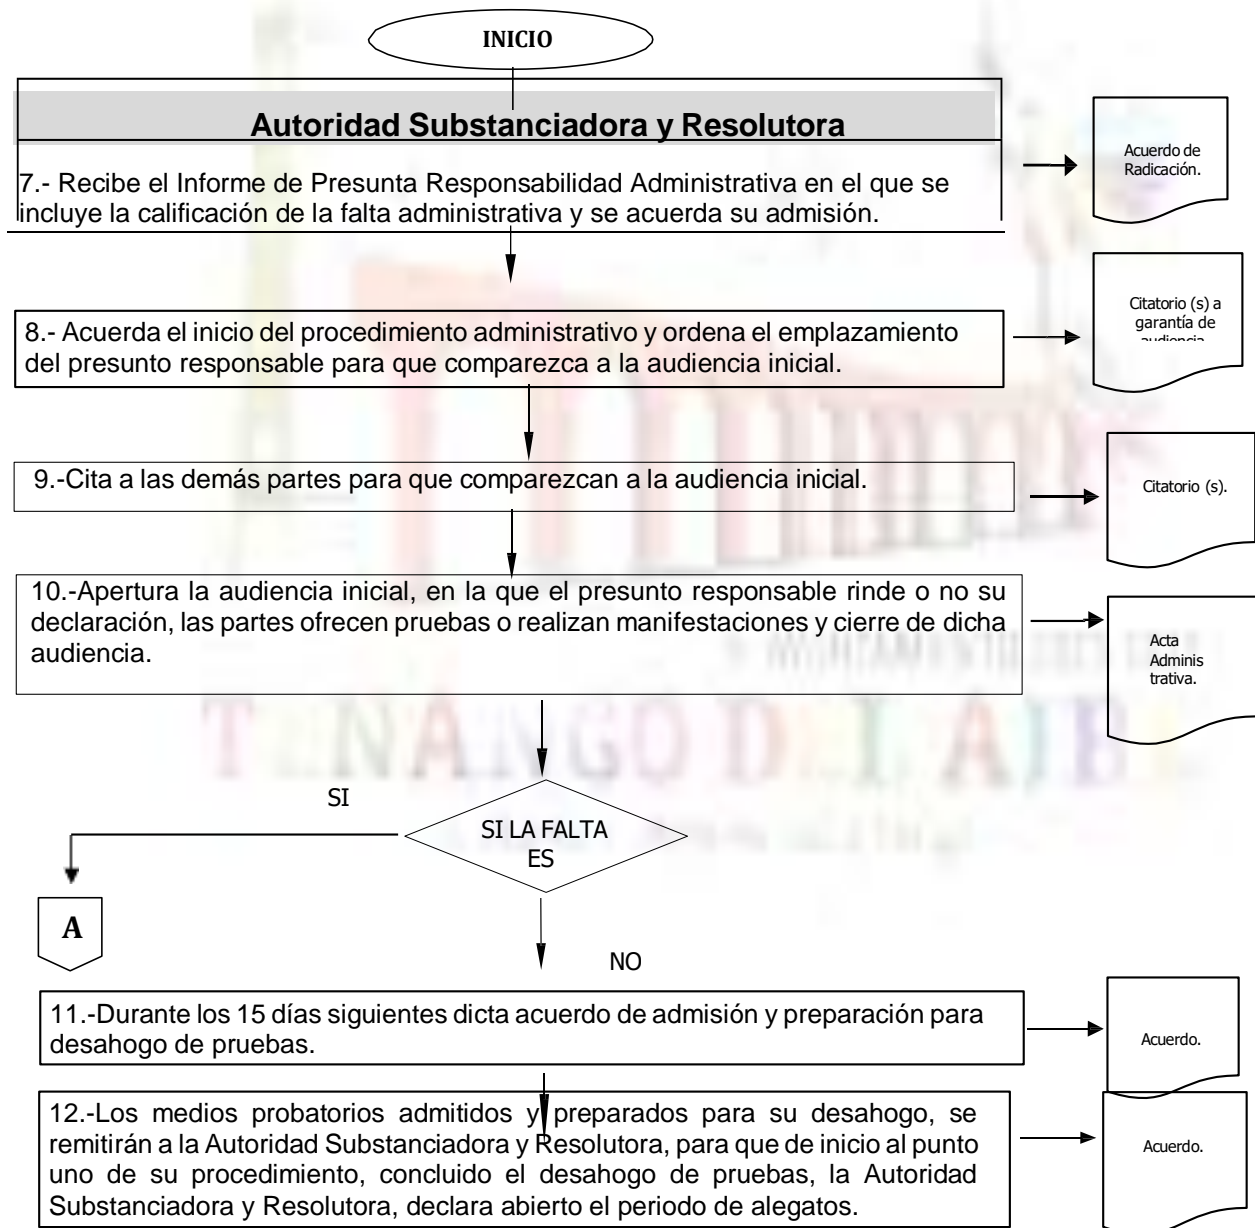 INICIO
Autoridad Substanciadora y Resolutora
7.- Recibe el Informe de Presunta Responsabilidad Administrativa en el que se
incluye la calificación de la falta administrativa y se acuerda su admisión.
Acuerdo de
Radicación.
8.- Acuerda el inicio del procedimiento administrativo y ordena el emplazamiento
del presunto responsable para que comparezca a la audiencia inicial.
Citatorio (s) a
garantía de
audiencia
9.-Cita a las demás partes para que comparezcan a la audiencia inicial.
Citatorio (s).
10.-Apertura la audiencia inicial, en la que el presunto responsable rinde o no su
declaración, las partes ofrecen pruebas o realizan manifestaciones y cierre de dicha
audiencia.
Acta
Adminis
trativa.
SI
SI LA FALTA
ES
A
NO
11.-Durante los 15 días siguientes dicta acuerdo de admisión y preparación para
desahogo de pruebas.
Acuerdo.
12.-Los medios probatorios admitidos y preparados para su desahogo, se
remitirán a la Autoridad Substanciadora y Resolutora, para que de inicio al punto
uno de su procedimiento, concluido el desahogo de pruebas, la Autoridad
Substanciadora y Resolutora, declara abierto el periodo de alegatos.
Acuerdo.